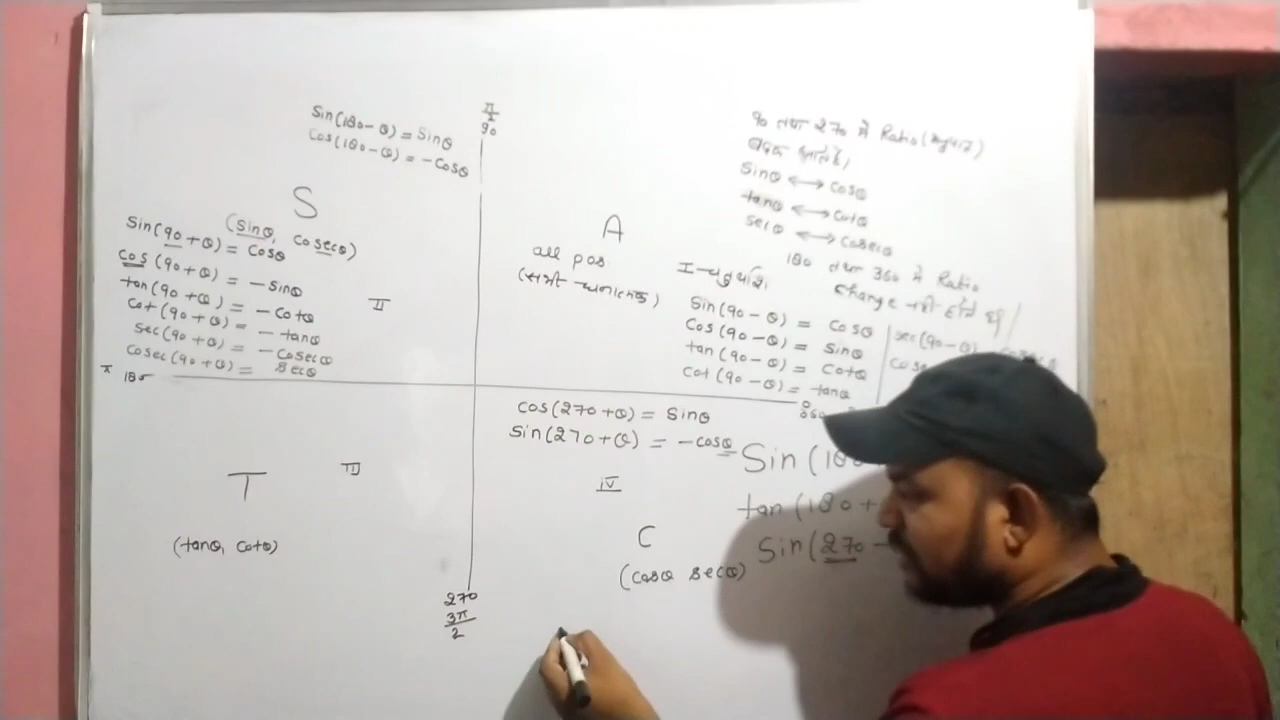 Sin(180-θ) = Sinθ
Cos(180-θ) = -Cosθ
π/2
90
90 तथा 270 में Ratio (अनुपात)
बदल जाते हैं।
Sinθ ↔ Cosθ
tanθ ↔ Cotθ
Secθ ↔ Cosecθ
180 तथा 360 में Ratio
Change नहीं होते हैं
S
(Sinθ, Cosecθ)
Sin(90+θ) = Cosθ
Cos(90+θ) = -Sinθ
tan(90+θ) = -Cotθ
Cot(90+θ) = -tanθ
Sec(90+θ) = -Cosecθ
Cosec(90+θ) = Secθ
II
π 180
A
all pos
(सभी धनात्मक)
I-चतुर्थांश
Sin(90-θ) = Cosθ
Cos(90-θ) = Sinθ
tan(90-θ) = Cotθ
Cot(90-θ) = tanθ
Sec(90-θ)
0
360
Cos(270+θ) = Sinθ
Sin(270+θ) = -Cosθ
T
III
(tanθ, Cotθ)
IV
C
(Cosθ Secθ)
270
3π/2
Sin(180
tan(180+
Sin(270-